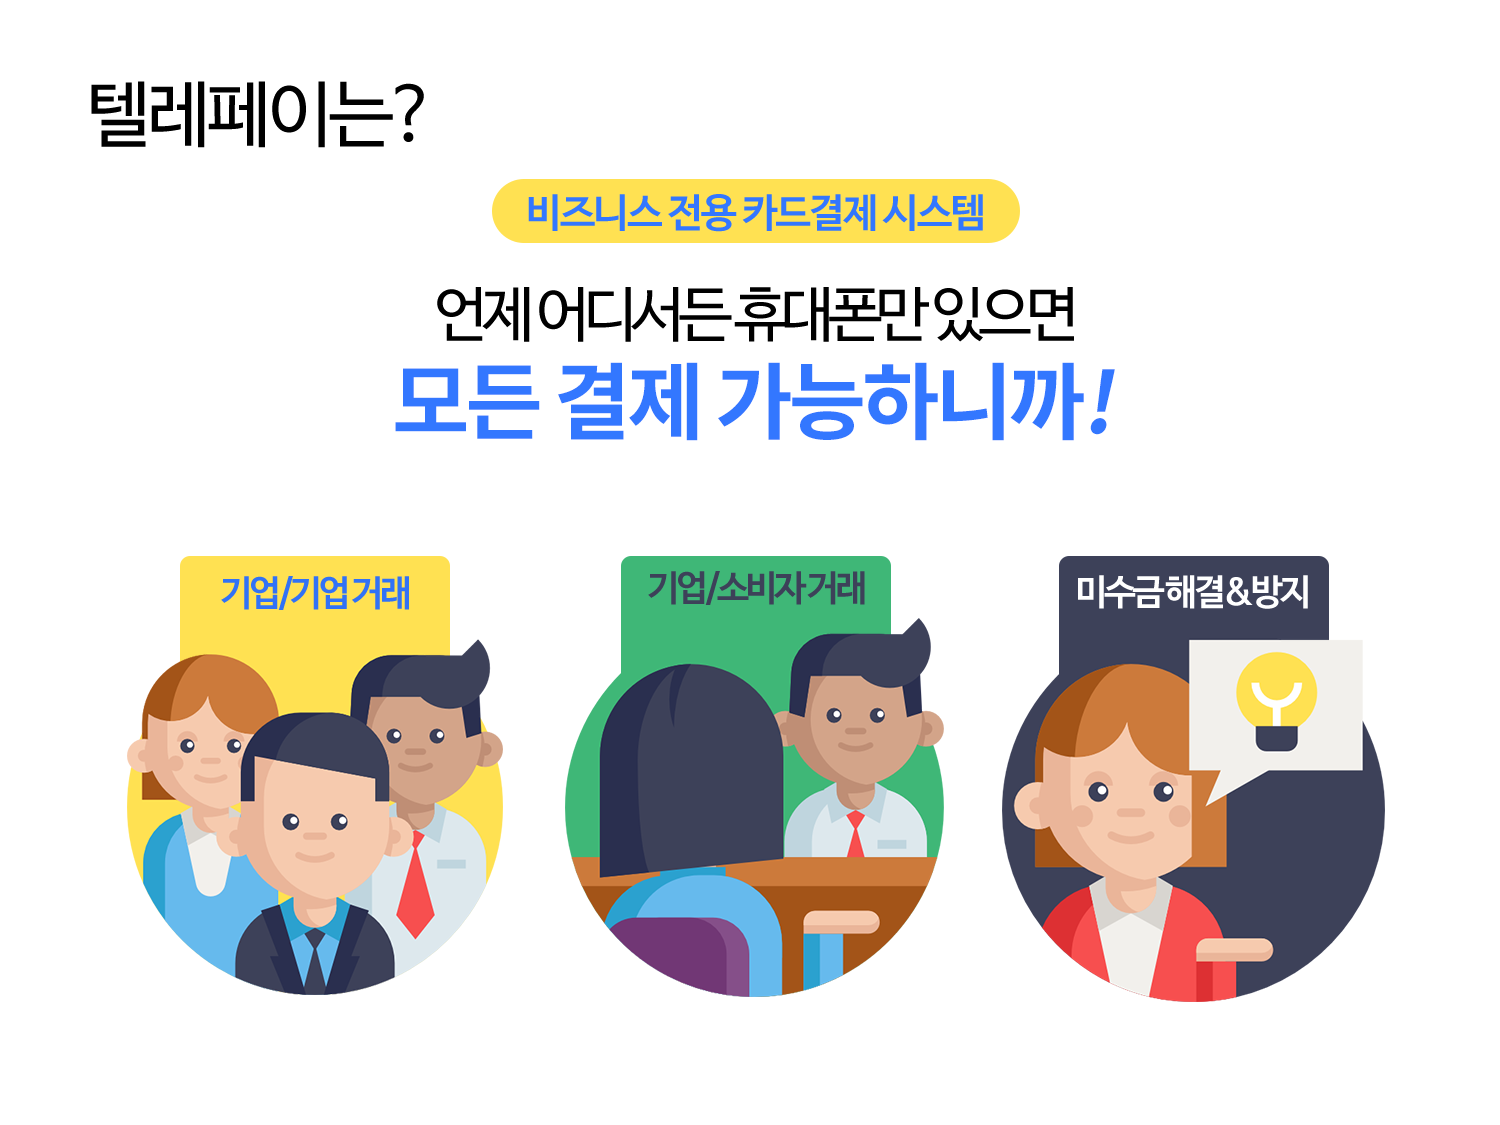 텔레페이는?
비즈니스 전용 카드결제 시스템
언제 어디서든 휴대폰만 있으면
모든 결제 가능하니까!
기업/기업 거래
기업/소비자 거래
미수금 해결&방지